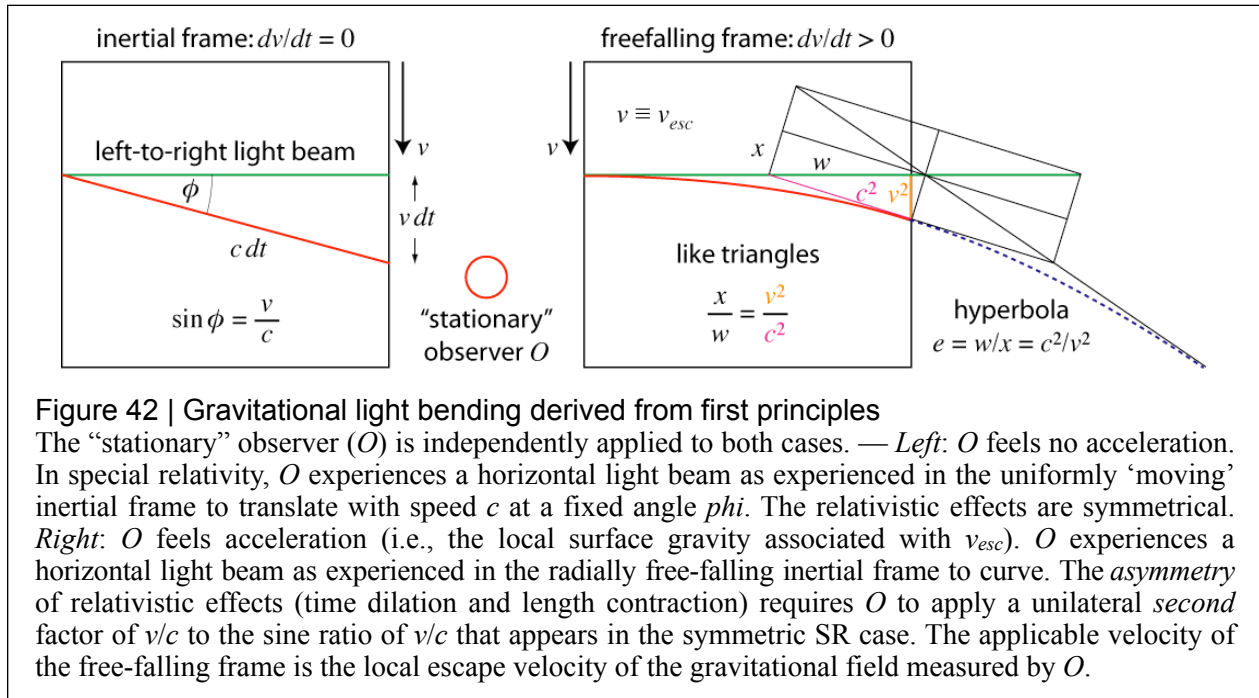 inertial frame: dv/dt = 0
freefalling frame: dv/dt > 0
v ≡ v_esc
v
v
left-to-right light beam
x
w
ϕ
v dt
c²
v²
c dt
like triangles
sin ϕ = v/c
"stationary"
observer O
x/w = v²/c²
hyperbola
e = w/x = c²/v²
Figure 42 | Gravitational light bending derived from first principles
The “stationary” observer (O) is independently applied to both cases. — Left: O feels no acceleration.
In special relativity, O experiences a horizontal light beam as experienced in the uniformly ‘moving’
inertial frame to translate with speed c at a fixed angle phi. The relativistic effects are symmetrical.
Right: O feels acceleration (i.e., the local surface gravity associated with v_esc). O experiences a
horizontal light beam as experienced in the radially free-falling inertial frame to curve. The asymmetry
of relativistic effects (time dilation and length contraction) requires O to apply a unilateral second
factor of v/c to the sine ratio of v/c that appears in the symmetric SR case. The applicable velocity of
the free-falling frame is the local escape velocity of the gravitational field measured by O.